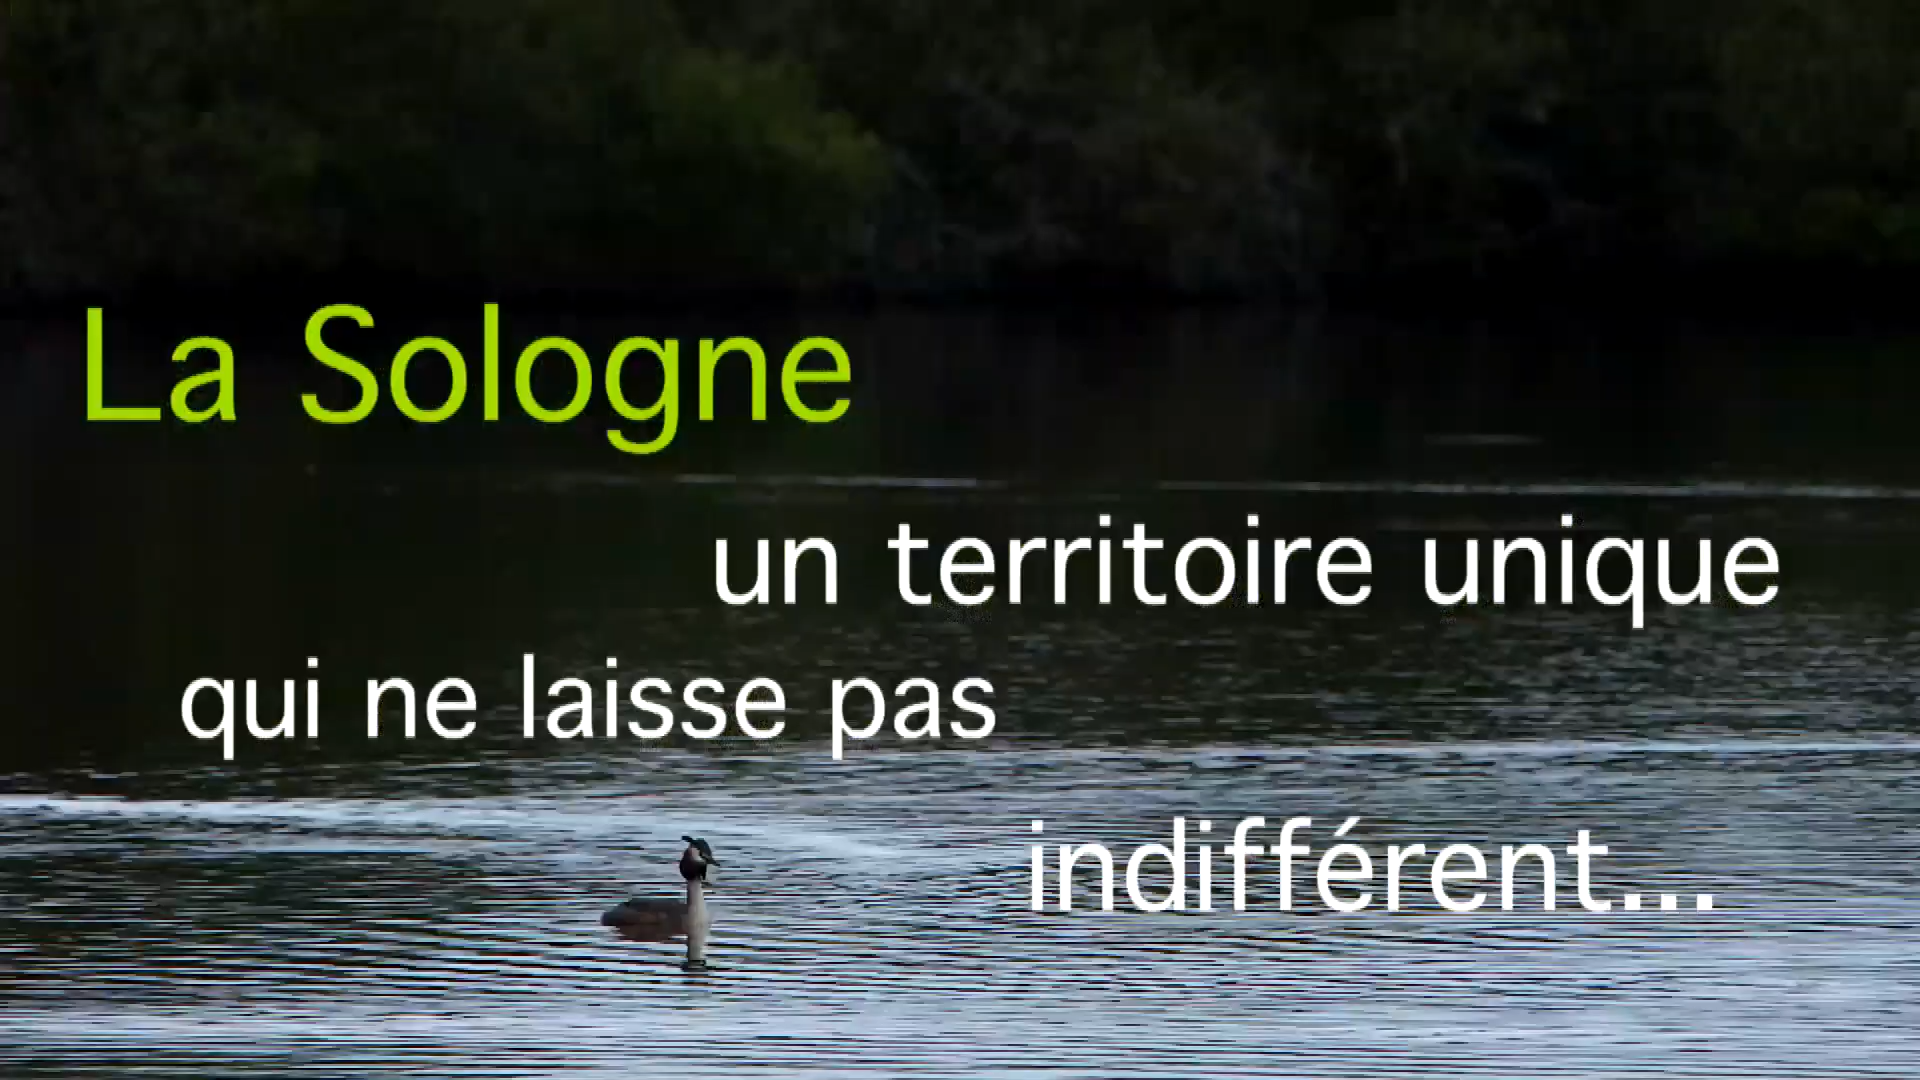 La Sologne
un territoire unique
qui ne laisse pas
indifférent...